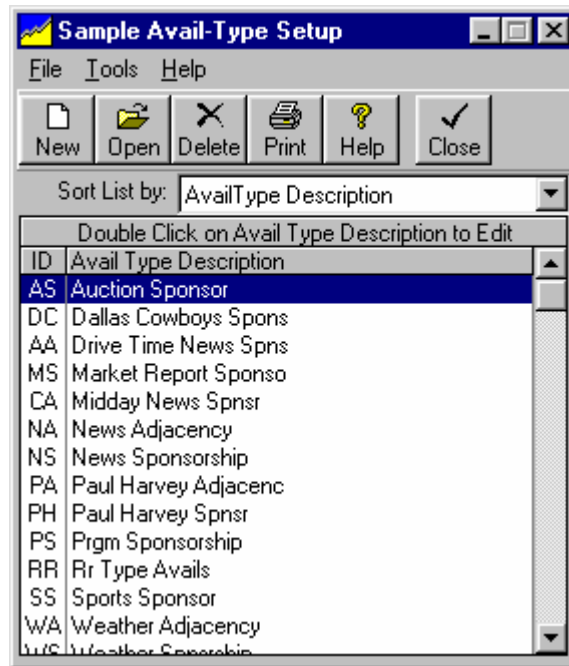 Sample Avail-Type Setup
File Tools Help
New Open Delete Print Help Close
Sort List by: AvailType Description
Double Click on Avail Type Description to Edit
ID Avail Type Description
AS Auction Sponsor
DC Dallas Cowboys Spons
AA Drive Time News Spns
MS Market Report Sponso
CA Midday News Spnsr
NA News Adjacency
NS News Sponsorship
PA Paul Harvey Adjacenc
PH Paul Harvey Spnsr
PS Prgm Sponsorship
RR Rr Type Avails
SS Sports Sponsor
WA Weather Adjacency
WS Weather